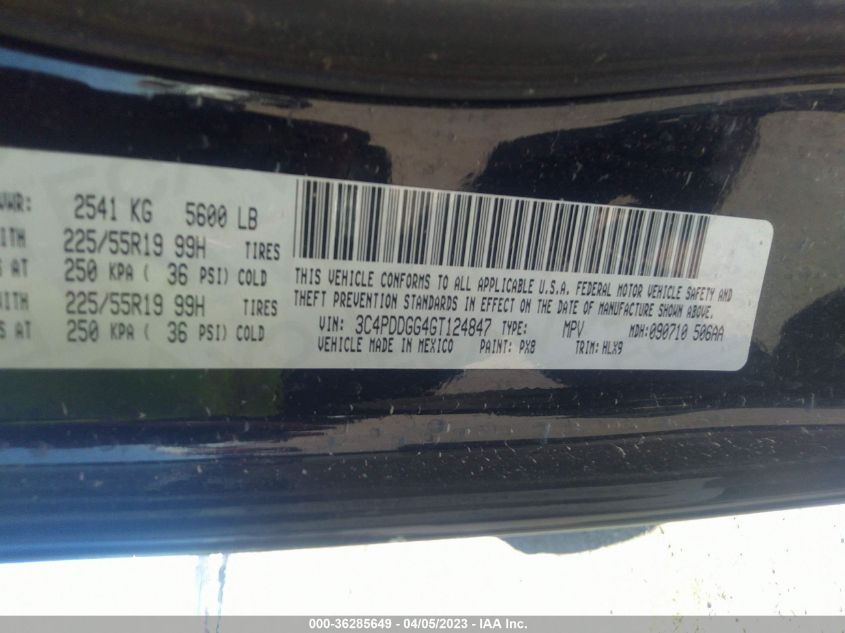 2541 KG 5600 LB
225/55R19 99H TIRES
AT 250 KPA ( 36 PSI) COLD
225/55R19 99H TIRES
AT 250 KPA ( 36 PSI) COLD
THIS VEHICLE CONFORMS TO ALL APPLICABLE U.S.A. FEDERAL MOTOR VEHICLE SAFETY AND
THEFT PREVENTION STANDARDS IN EFFECT ON THE DATE OF MANUFACTURE SHOWN ABOVE.
VIN: 3C4PDDGG4GT124847 TYPE: MPV MDH:090710 506AA
VEHICLE MADE IN MEXICO PAINT: PX8 TRIM: HLX9
000-36285649 - 04/05/2023 - IAA Inc.